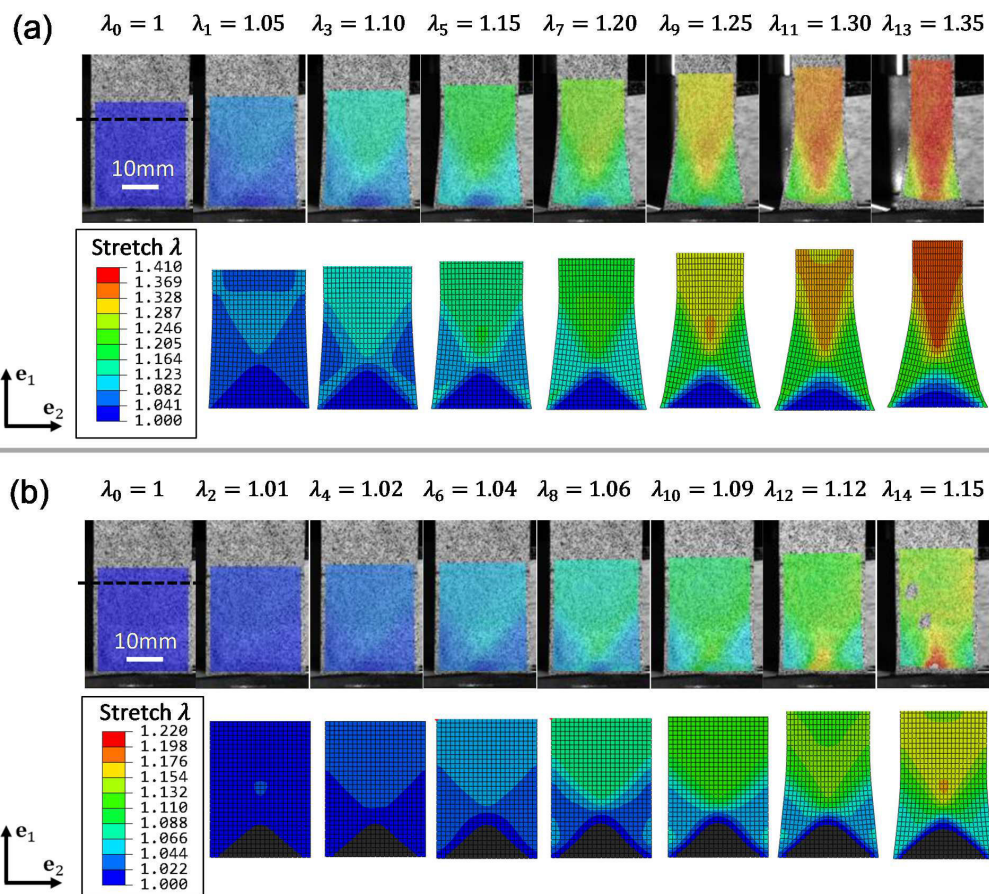 (a)
λ₀ = 1 λ₁ = 1.05 λ₃ = 1.10 λ₅ = 1.15 λ₇ = 1.20 λ₉ = 1.25 λ₁₁ = 1.30 λ₁₃ = 1.35
10mm
Stretch λ
1.410
1.369
1.328
1.287
1.246
1.205
1.164
1.123
1.082
1.041
1.000
e₁
e₂
(b)
λ₀ = 1 λ₂ = 1.01 λ₄ = 1.02 λ₆ = 1.04 λ₈ = 1.06 λ₁₀ = 1.09 λ₁₂ = 1.12 λ₁₄ = 1.15
10mm
Stretch λ
1.220
1.198
1.176
1.154
1.132
1.110
1.088
1.066
1.044
1.022
1.000
e₁
e₂